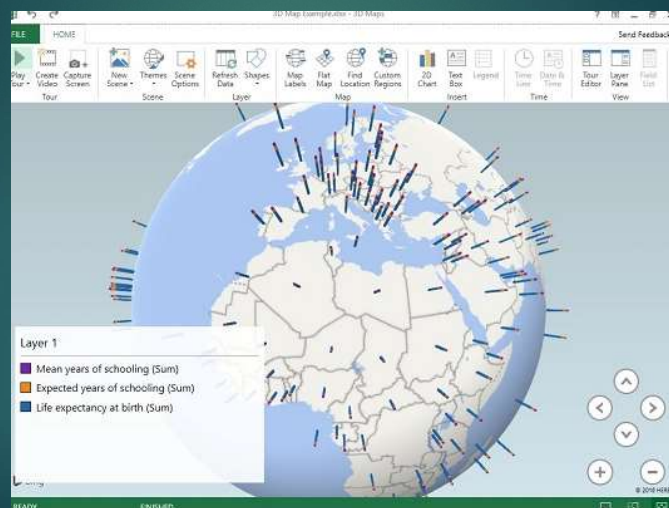 3D Map Example.xlsx - 3D Maps
FILE
HOME
Send Feedback
Play Tour
Create Video
Capture Screen
New Scene
Themes
Scene Options
Refresh Data
Shapes
Map Labels
Flat Map
Find Location
Custom Regions
2D Chart
Text Box
Legend
Time Line
Date & Time
Tour Editor
Layer Pane
Field List
Tour
Scene
Layer
Map
Insert
Time
View
Layer 1
Mean years of schooling (Sum)
Expected years of schooling (Sum)
Life expectancy at birth (Sum)
© 2018 HERE
READY
FINISHED